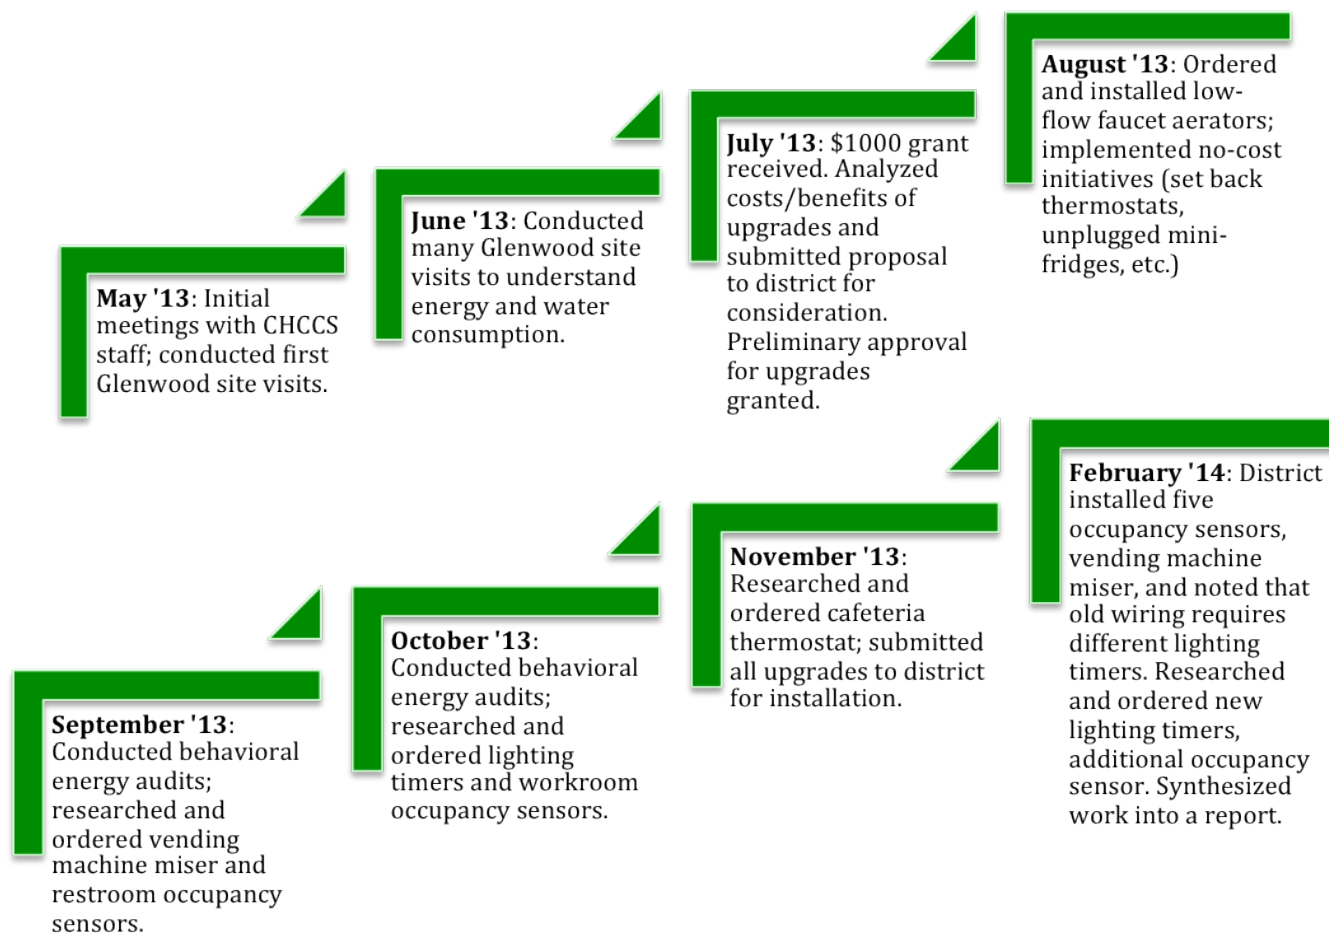 May '13: Initial
meetings with CHCCS
staff; conducted first
Glenwood site visits.
June '13: Conducted
many Glenwood site
visits to understand
energy and water
consumption.
July '13: $1000 grant
received. Analyzed
costs/benefits of
upgrades and
submitted proposal
to district for
consideration.
Preliminary approval
for upgrades
granted.
August '13: Ordered
and installed low-
flow faucet aerators;
implemented no-cost
initiatives (set back
thermostats,
unplugged mini-
fridges, etc.)
September '13:
Conducted behavioral
energy audits;
researched and
ordered vending
machine miser and
restroom occupancy
sensors.
October '13:
Conducted behavioral
energy audits;
researched and
ordered lighting
timers and workroom
occupancy sensors.
November '13:
Researched and
ordered cafeteria
thermostat; submitted
all upgrades to district
for installation.
February '14: District
installed five
occupancy sensors,
vending machine
miser, and noted that
old wiring requires
different lighting
timers. Researched
and ordered new
lighting timers,
additional occupancy
sensor. Synthesized
work into a report.